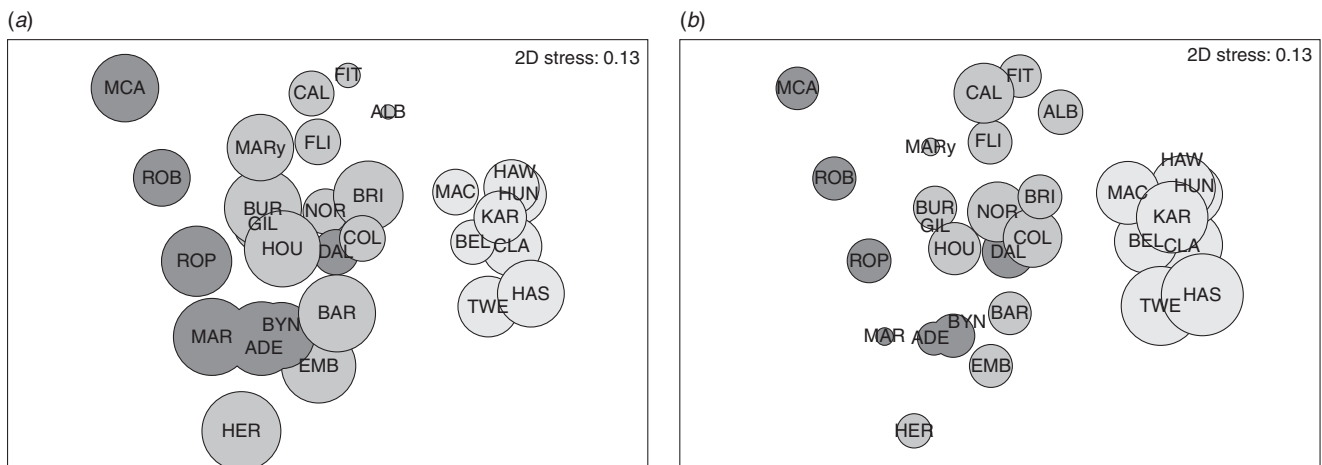 (a)
2D stress: 0.13
MCA
FIT
CAL
ALB
FLI
MARy
ROB
HAW
MAC
HUN
BRI
BUR
NOR
KAR
GIL
COL
BEL
CLA
HOU
DAL
ROP
HAS
TWE
BAR
BYN
MAR
ADE
EMB
HER
(b)
2D stress: 0.13
MCA
FIT
CAL
ALB
FLI
MARy
HAW
ROB
HUN
MAC
BRI
BUR
NOR
KAR
GIL
COL
BEL
CLA
HOU
DAL
ROP
HAS
TWE
BAR
BYN
MAR
ADE
EMB
HER